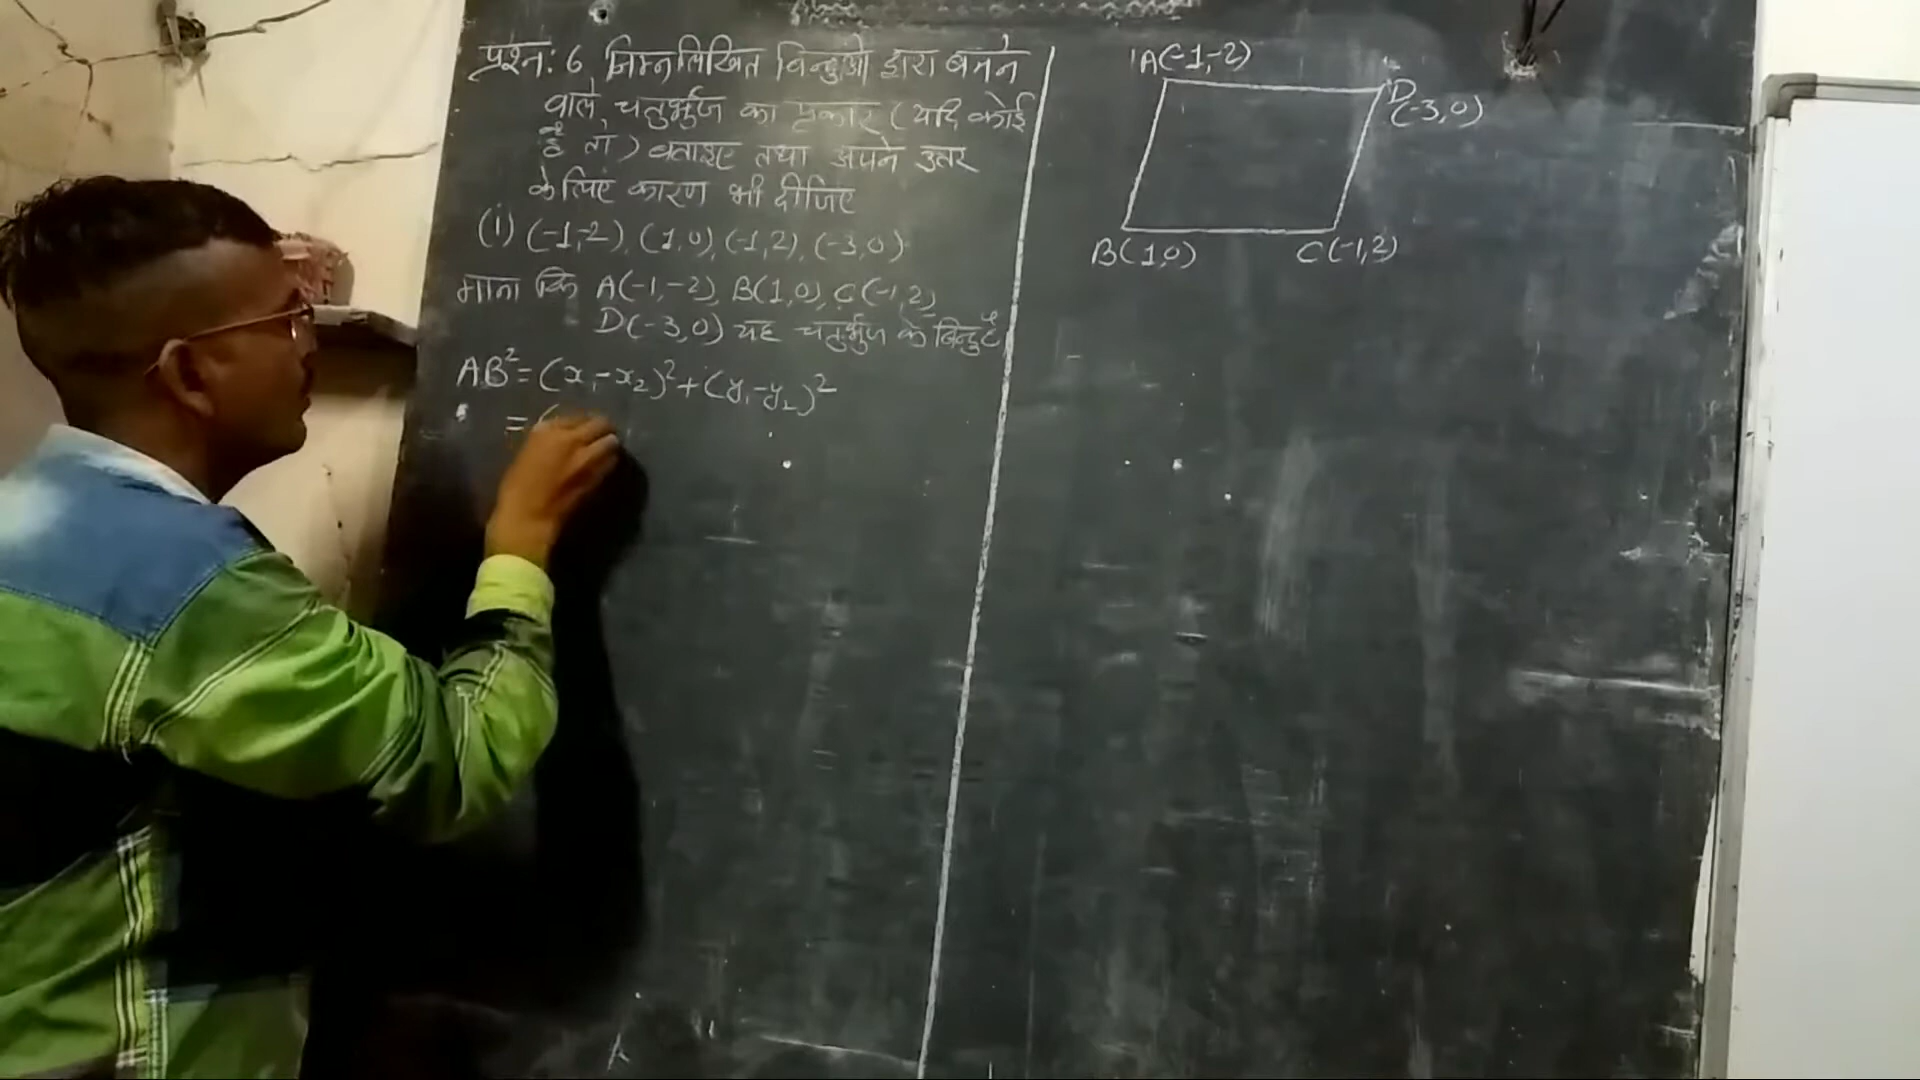 प्रश्न: 6 निम्नलिखित बिन्दुओ द्वारा बनने
वाले चतुर्भुज का प्रकार (यदि कोई
है तो) बताइए तथा अपने उतर
के लिए कारण भी दीजिए
(i) (-1,-2), (1,0), (-1,2), (-3,0)
माना कि A(-1,-2), B(1,0), C(-1,2)
D(-3,0) यह चतुर्भुज के बिन्दु है
AB² = (x₁-x₂)² + (y₁-y₂)²
= (
A(-1,-2)
D
(-3,0)
B(1,0)
C(-1,2)